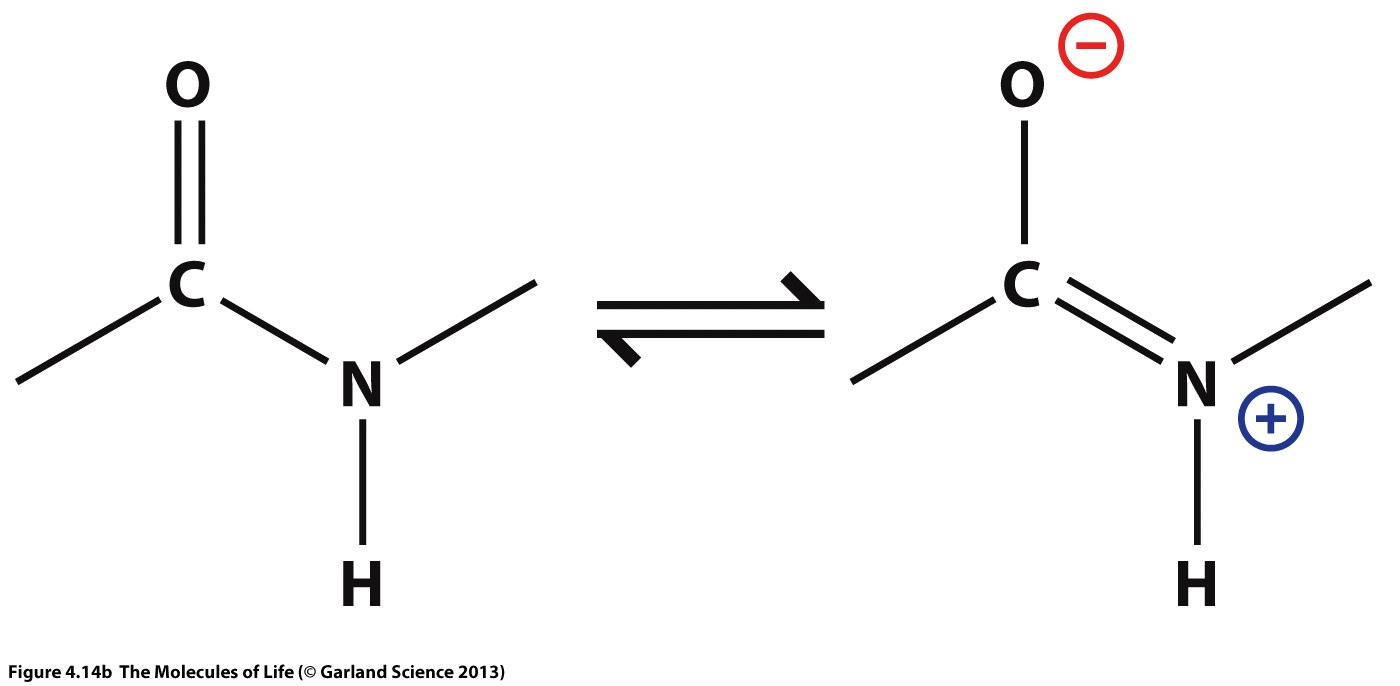 O
O −
C
C
N
N +
H
H
Figure 4.14b The Molecules of Life (© Garland Science 2013)